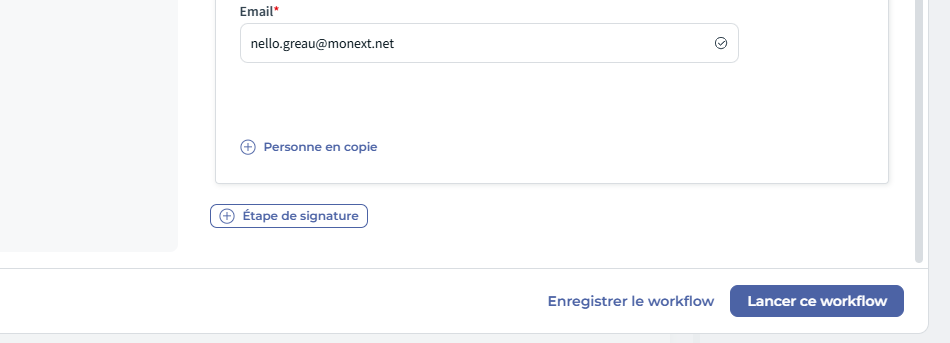 Email*
nello.greau@monext.net
Personne en copie
Étape de signature
Enregistrer le workflow
Lancer ce workflow